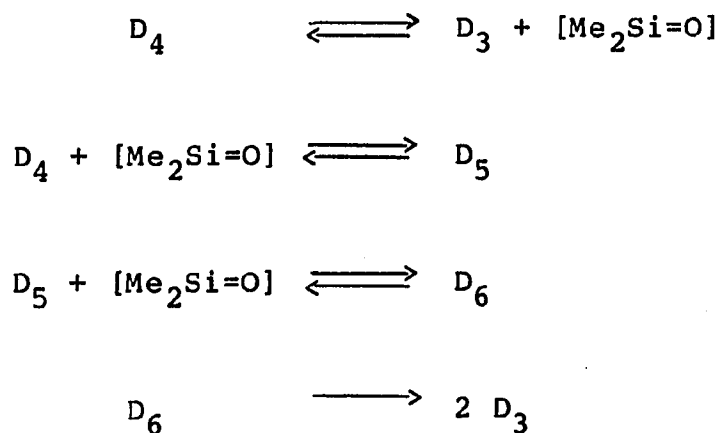 D₄ ⇌ D₃ + [Me₂Si=O]
D₄ + [Me₂Si=O] ⇌ D₅
D₅ + [Me₂Si=O] ⇌ D₆
D₆ → 2 D₃